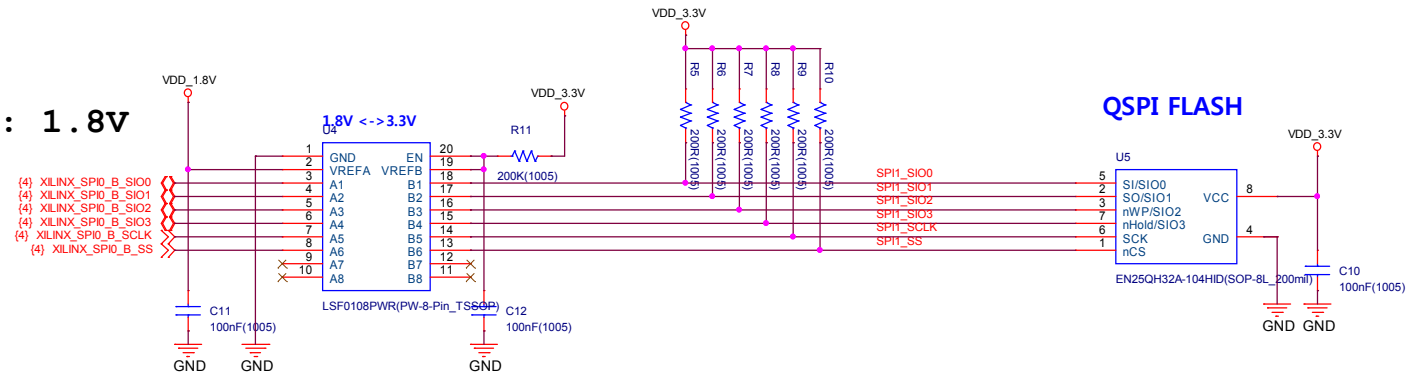 VDD_3.3V
VDD_1.8V
: 1.8V
1.8V <->3.3V
U4
R11
VDD_3.3V
200K(1005)
R5
R6
R7
R8
R9
R10
200R(1005)
200R(1005)
200R(1005)
200R(1005)
200R(1005)
200R(1005)
QSPI FLASH
VDD_3.3V
U5
1 GND EN 20
2 VREFA VREFB 19
3 A1 B1 18
4 A2 B2 17
5 A3 B3 16
6 A4 B4 15
7 A5 B5 14
8 A6 B6 13
9 A7 B7 12
10 A8 B8 11
{4} XILINX_SPI0_B_SIO0
{4} XILINX_SPI0_B_SIO1
{4} XILINX_SPI0_B_SIO2
{4} XILINX_SPI0_B_SIO3
{4} XILINX_SPI0_B_SCLK
{4} XILINX_SPI0_B_SS
SPI1_SIO0
SPI1_SIO1
SPI1_SIO2
SPI1_SIO3
SPI1_SCLK
SPI1_SS
5 SI/SIO0
2 SO/SIO1
3 nWP/SIO2
7 nHold/SIO3
6 SCK
1 nCS
VCC 8
GND 4
LSF0108PWR(PW-8-Pin_TSSOP)
EN25QH32A-104HID(SOP-8L_200mil)
C11
100nF(1005)
C12
100nF(1005)
C10
100nF(1005)
GND
GND
GND
GND
GND